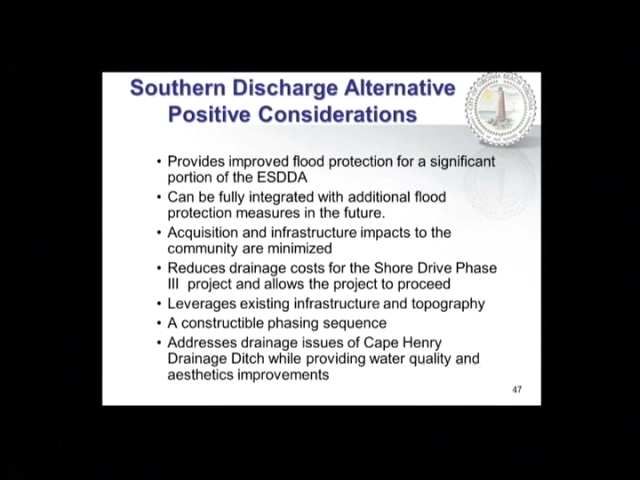 Southern Discharge Alternative
Positive Considerations
• Provides improved flood protection for a significant
portion of the ESDDA
• Can be fully integrated with additional flood
protection measures in the future.
• Acquisition and infrastructure impacts to the
community are minimized
• Reduces drainage costs for the Shore Drive Phase
III project and allows the project to proceed
• Leverages existing infrastructure and topography
• A constructible phasing sequence
• Addresses drainage issues of Cape Henry
Drainage Ditch while providing water quality and
aesthetics improvements
47